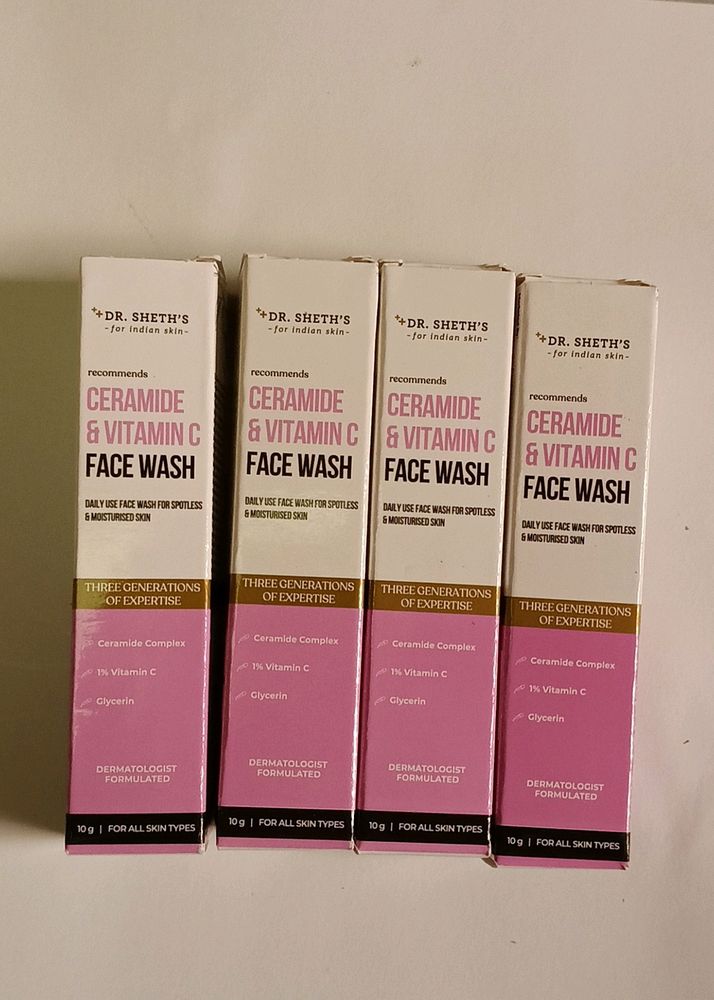 DR. SHETH'S
-for indian skin-
recommends
CERAMIDE
& VITAMIN C
FACE WASH
DAILY USE FACE WASH FOR SPOTLESS
& MOISTURISED SKIN
THREE GENERATIONS
OF EXPERTISE
Ceramide Complex
1% Vitamin C
Glycerin
DERMATOLOGIST
FORMULATED
10 g | FOR ALL SKIN TYPES
DR. SHETH'S
-for indian skin-
recommends
CERAMIDE
& VITAMIN C
FACE WASH
DAILY USE FACE WASH FOR SPOTLESS
& MOISTURISED SKIN
THREE GENERATIONS
OF EXPERTISE
Ceramide Complex
1% Vitamin C
Glycerin
DERMATOLOGIST
FORMULATED
10 g | FOR ALL SKIN TYPES
DR. SHETH'S
-for indian skin-
recommends
CERAMIDE
& VITAMIN C
FACE WASH
DAILY USE FACE WASH FOR SPOTLESS
& MOISTURISED SKIN
THREE GENERATIONS
OF EXPERTISE
Ceramide Complex
1% Vitamin C
Glycerin
DERMATOLOGIST
FORMULATED
10 g | FOR ALL SKIN TYPES
DR. SHETH'S
-for indian skin-
recommends
CERAMIDE
& VITAMIN C
FACE WASH
DAILY USE FACE WASH FOR SPOTLESS
& MOISTURISED SKIN
THREE GENERATIONS
OF EXPERTISE
Ceramide Complex
1% Vitamin C
Glycerin
DERMATOLOGIST
FORMULATED
10 g | FOR ALL SKIN TYPES